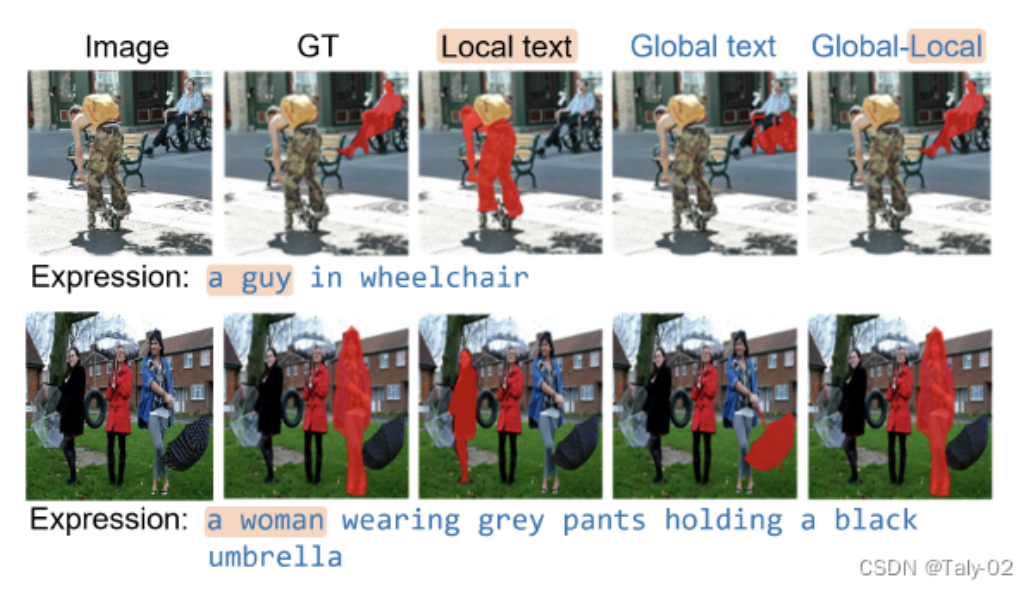 Image GT Local text Global text Global-Local
Expression: a guy in wheelchair
Expression: a woman wearing grey pants holding a black
umbrella
CSDN @Taly-02